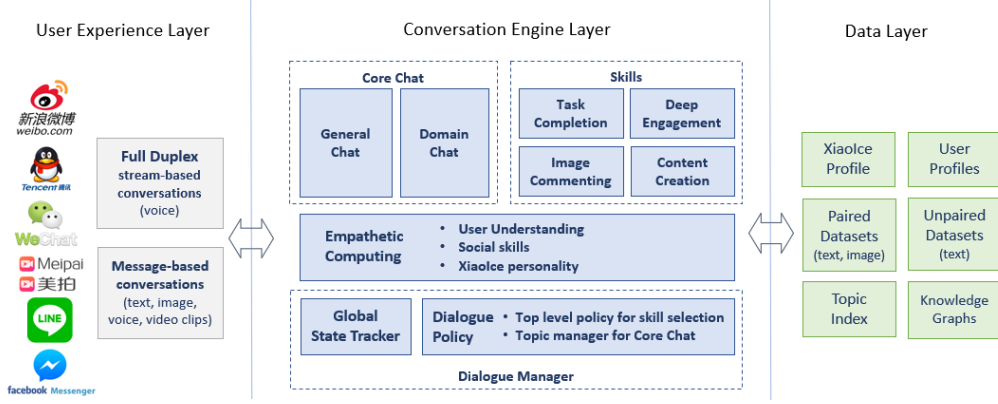 User Experience Layer
Conversation Engine Layer
Data Layer
新浪微博
weibo.com
Tencent 腾讯
WeChat
Meipai
美拍
LINE
facebook Messenger
Full Duplex
stream-based
conversations
(voice)
Message-based
conversations
(text, image,
voice, video clips)
Core Chat
General
Chat
Domain
Chat
Skills
Task
Completion
Deep
Engagement
Image
Commenting
Content
Creation
Empathetic
Computing
• User Understanding
• Social skills
• XiaoIce personality
Global
State Tracker
Dialogue
Policy
• Top level policy for skill selection
• Topic manager for Core Chat
Dialogue Manager
XiaoIce
Profile
User
Profiles
Paired
Datasets
(text, image)
Unpaired
Datasets
(text)
Topic
Index
Knowledge
Graphs